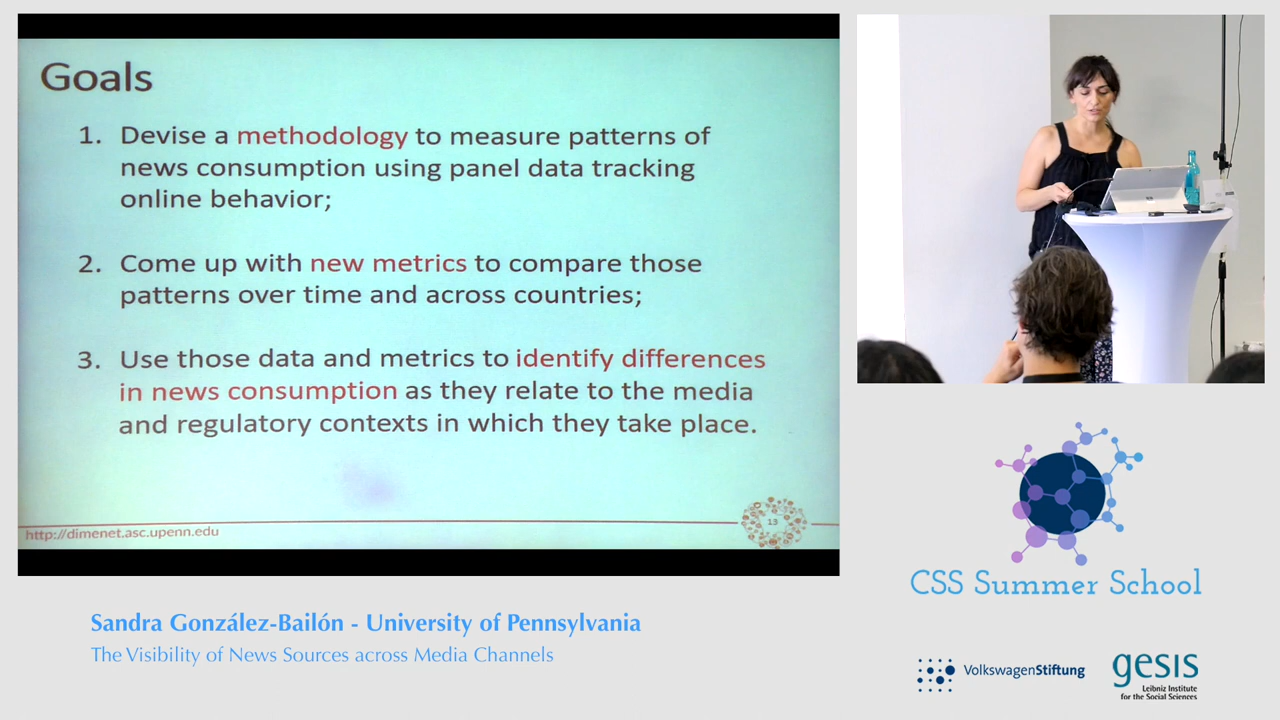 Goals
1. Devise a methodology to measure patterns of
news consumption using panel data tracking
online behavior;
2. Come up with new metrics to compare those
patterns over time and across countries;
3. Use those data and metrics to identify differences
in news consumption as they relate to the media
and regulatory contexts in which they take place.
http://dimenet.asc.upenn.edu
13
CSS Summer School
Sandra González-Bailón - University of Pennsylvania
The Visibility of News Sources across Media Channels
VolkswagenStiftung
gesis
Leibniz Institute
for the Social Sciences